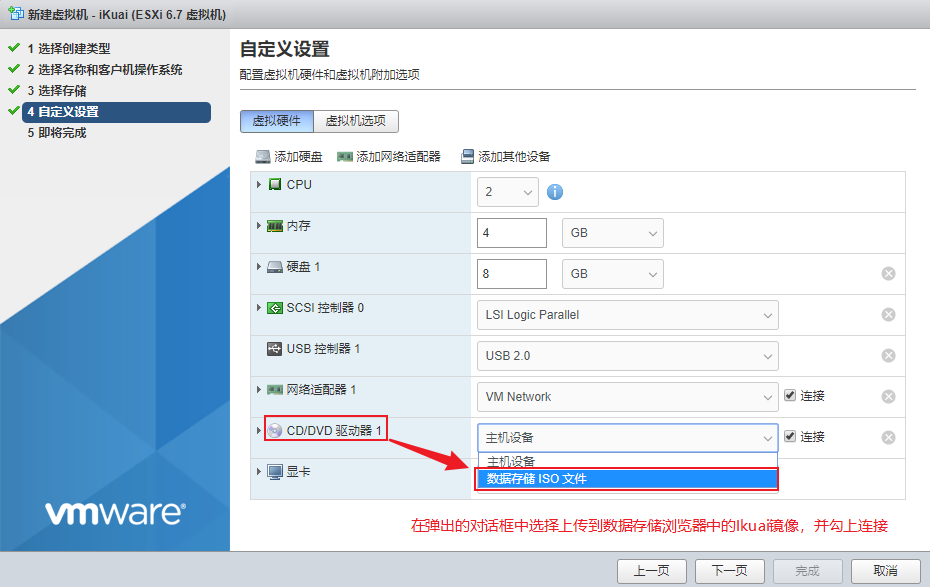 新建虚拟机 - iKuai (ESXi 6.7 虚拟机)
1 选择创建类型
2 选择名称和客户机操作系统
3 选择存储
4 自定义设置
5 即将完成
自定义设置
配置虚拟机硬件和虚拟机附加选项
虚拟硬件 虚拟机选项
添加硬盘 添加网络适配器 添加其他设备
CPU 2
内存 4 GB
硬盘 1 8 GB
SCSI 控制器 0 LSI Logic Parallel
USB 控制器 1 USB 2.0
网络适配器 1 VM Network 连接
CD/DVD 驱动器 1 主机设备 连接
主机设备
显卡
数据存储 ISO 文件
vmware®
在弹出的对话框中选择上传到数据存储浏览器中的Ikuai镜像，并勾上连接
上一页 下一页 完成 取消